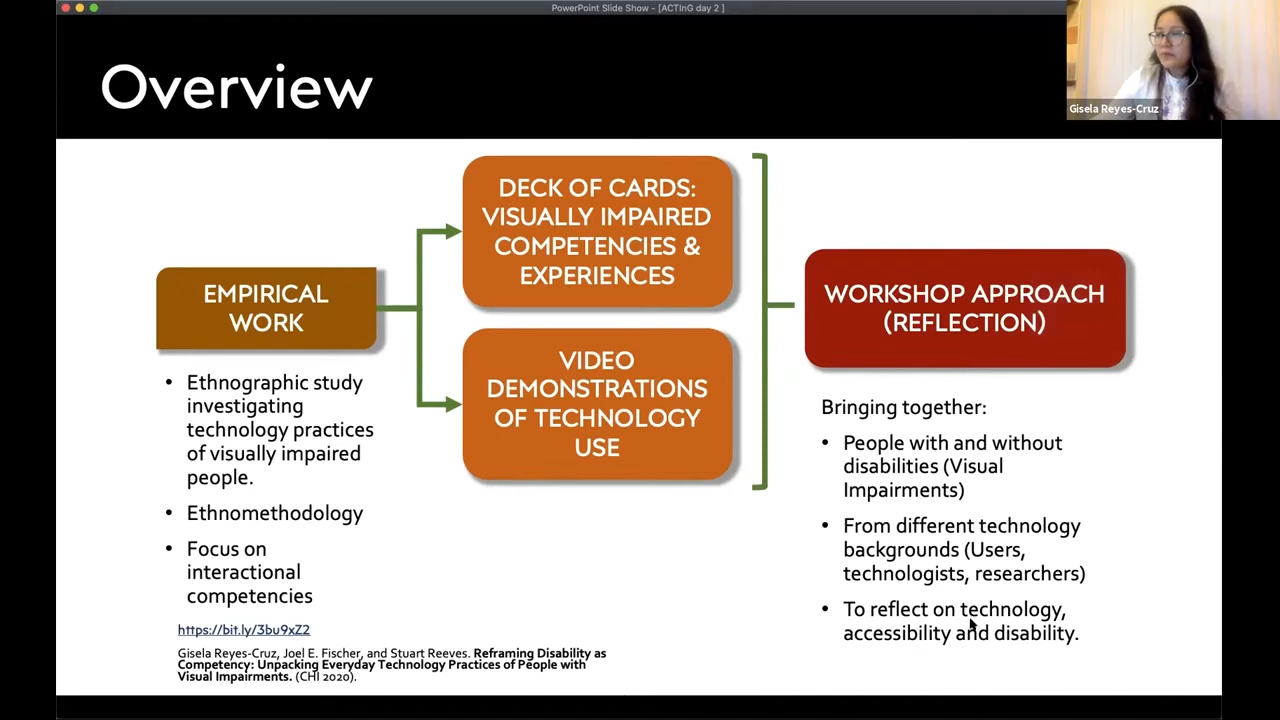 PowerPoint Slide Show - [ACTInG day 2 ]
Overview
Gisela Reyes-Cruz
EMPIRICAL
WORK
• Ethnographic study
investigating
technology practices
of visually impaired
people.
• Ethnomethodology
• Focus on
interactional
competencies
https://bit.ly/3bu9xZ2
Gisela Reyes-Cruz, Joel E. Fischer, and Stuart Reeves. Reframing Disability as
Competency: Unpacking Everyday Technology Practices of People with
Visual Impairments. (CHI 2020).
DECK OF CARDS:
VISUALLY IMPAIRED
COMPETENCIES &
EXPERIENCES
VIDEO
DEMONSTRATIONS
OF TECHNOLOGY
USE
WORKSHOP APPROACH
(REFLECTION)
Bringing together:
• People with and without
disabilities (Visual
Impairments)
• From different technology
backgrounds (Users,
technologists, researchers)
• To reflect on technology,
accessibility and disability.